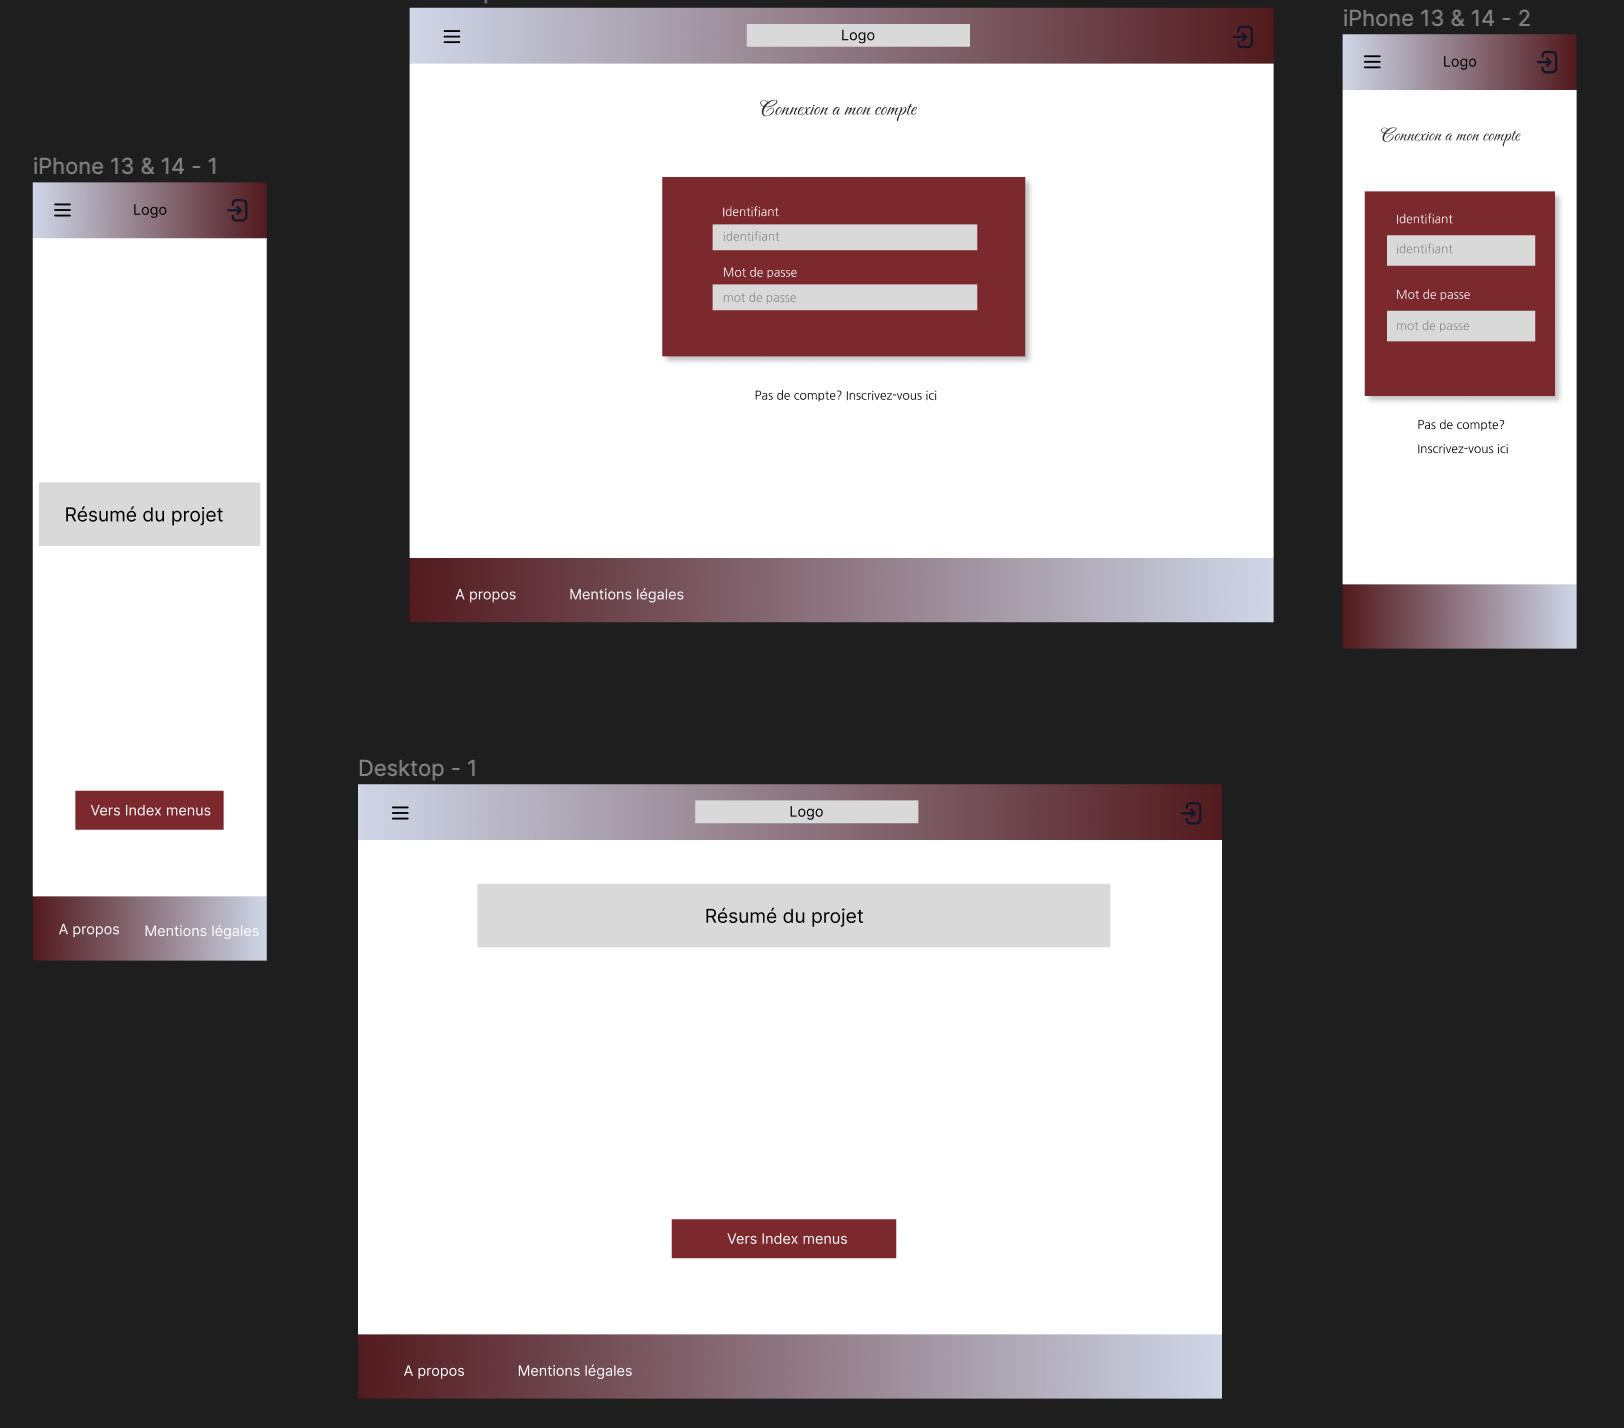 iPhone 13 & 14 - 1
Logo
Résumé du projet
Vers Index menus
A propos
Mentions légales
Logo
Connexion a mon compte
Identifiant
identifiant
Mot de passe
mot de passe
Pas de compte? Inscrivez-vous ici
A propos
Mentions légales
iPhone 13 & 14 - 2
Logo
Connexion a mon compte
Identifiant
identifiant
Mot de passe
mot de passe
Pas de compte?
Inscrivez-vous ici
Desktop - 1
Logo
Résumé du projet
Vers Index menus
A propos
Mentions légales